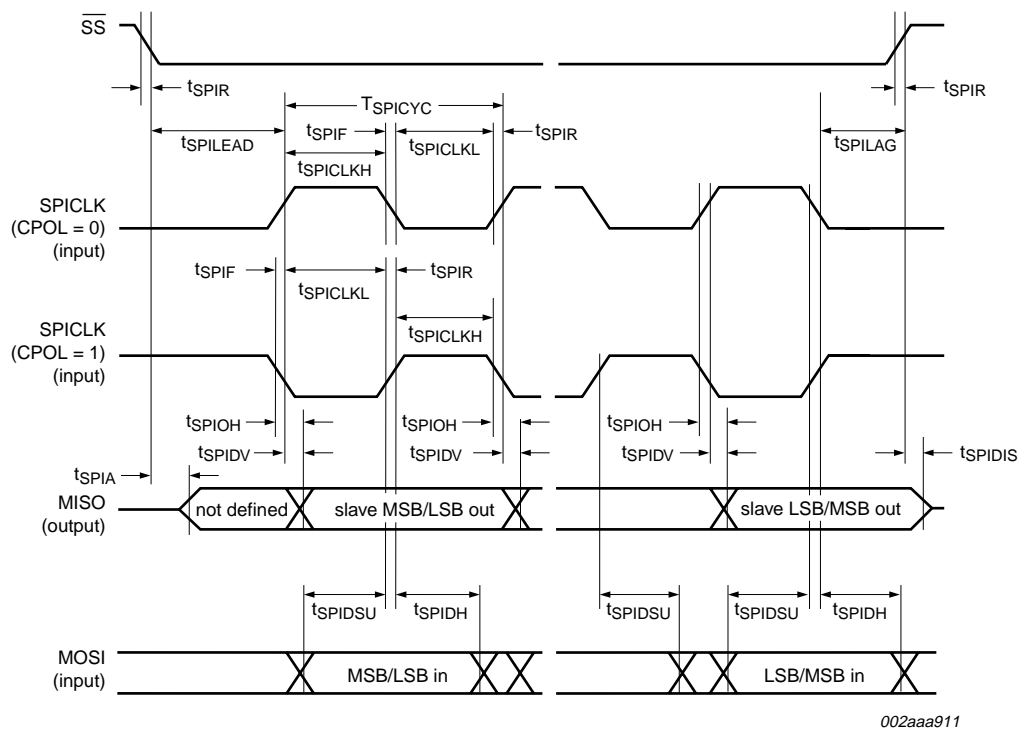 SS
tSPIR
tSPIR
TSPICYC
tSPIF
tSPICLKL
tSPIR
tSPILEAD
tSPICLKH
tSPILAG
SPICLK
(CPOL = 0)
(input)
tSPIF
tSPICLKL
tSPIR
SPICLK
(CPOL = 1)
(input)
tSPICLKH
tSPIOH
tSPIOH
tSPIOH
tSPIDV
tSPIDV
tSPIDV
tSPIDIS
tSPIA
MISO
(output)
not defined
slave MSB/LSB out
slave LSB/MSB out
tSPIDSU
tSPIDH
tSPIDSU
tSPIDSU
tSPIDH
MOSI
(input)
MSB/LSB in
LSB/MSB in
002aaa911